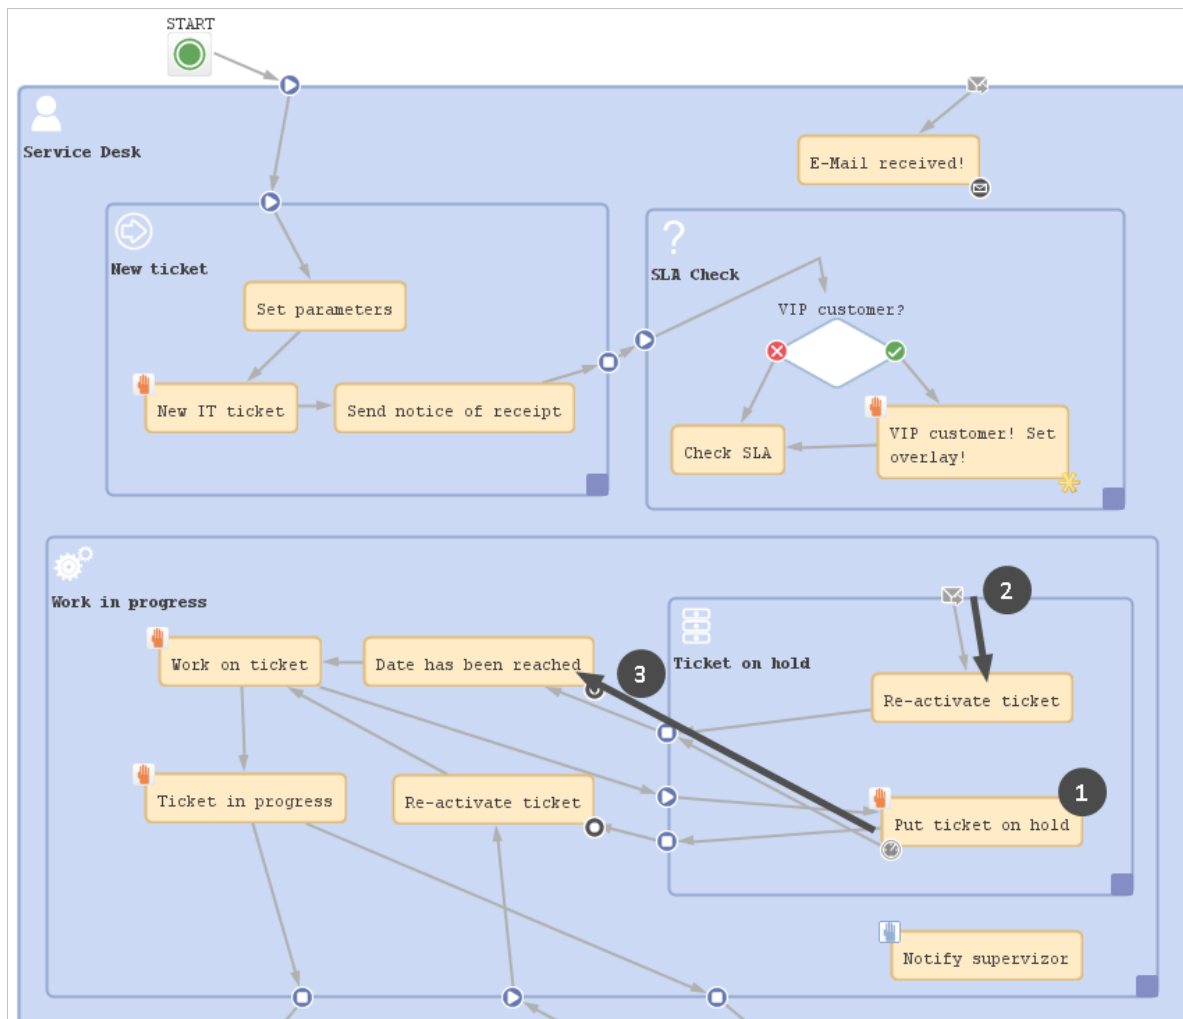 START
Service Desk
E-Mail received!
New ticket
SLA Check
Set parameters
VIP customer?
New IT ticket
Send notice of receipt
VIP customer! Set
overlay!
Check SLA
Work in progress
2
Work on ticket
Date has been reached
3
Ticket on hold
Re-activate ticket
Ticket in progress
Re-activate ticket
1
Put ticket on hold
Notify supervizor